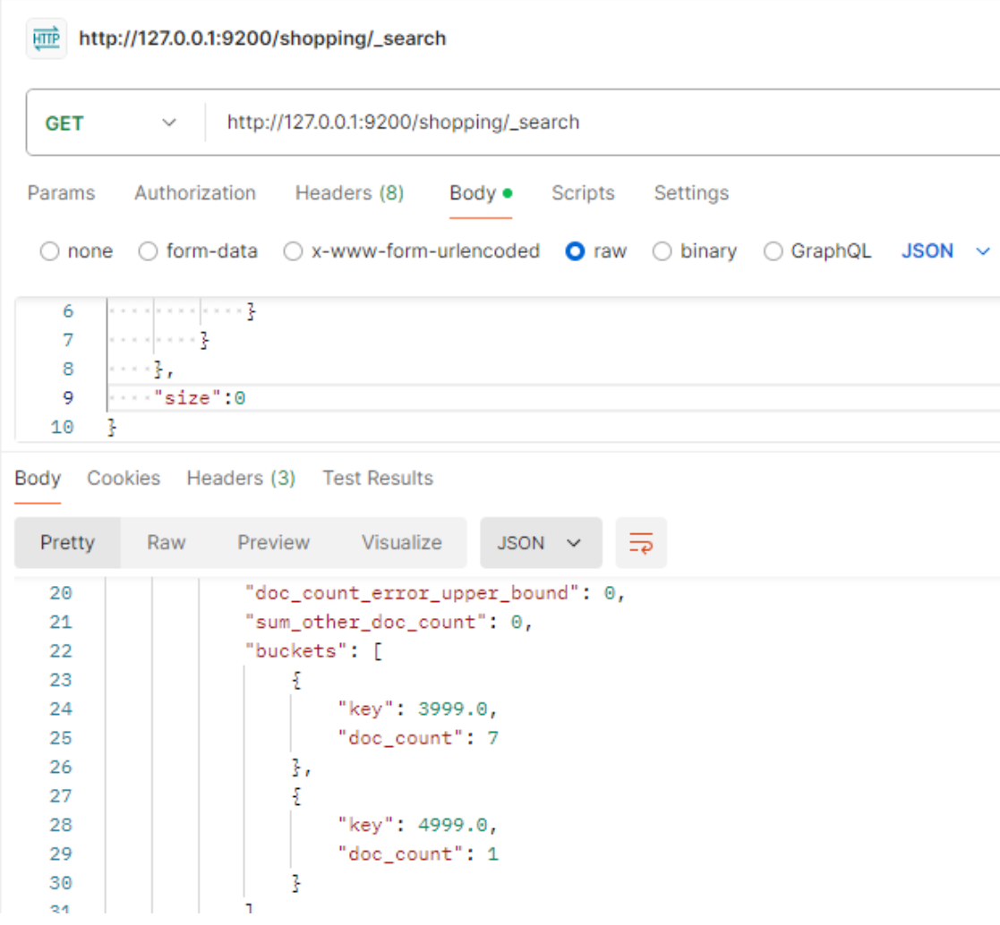 HTTP http://127.0.0.1:9200/shopping/_search
GET http://127.0.0.1:9200/shopping/_search
Params Authorization Headers (8) Body Scripts Settings
none form-data x-www-form-urlencoded raw binary GraphQL JSON
6 }
7 }
8 },
9 "size":0
10 }
Body Cookies Headers (3) Test Results
Pretty Raw Preview Visualize JSON
20 "doc_count_error_upper_bound": 0,
21 "sum_other_doc_count": 0,
22 "buckets": [
23 {
24 "key": 3999.0,
25 "doc_count": 7
26 },
27 {
28 "key": 4999.0,
29 "doc_count": 1
30 }
31 ]